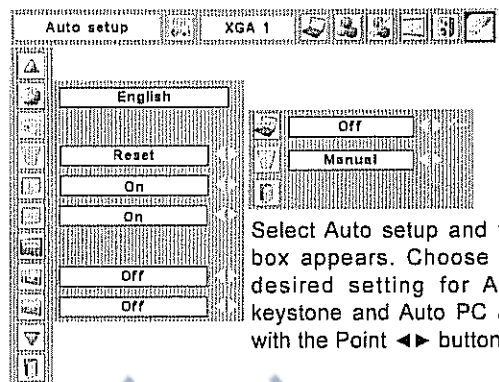 Auto setup XGA 1
English
Off
Reset
Manual
On
On
Select Auto setup and
box appears. Choose
desired setting for
Off
keystone and Auto PC
Off
with the Point ◄► button